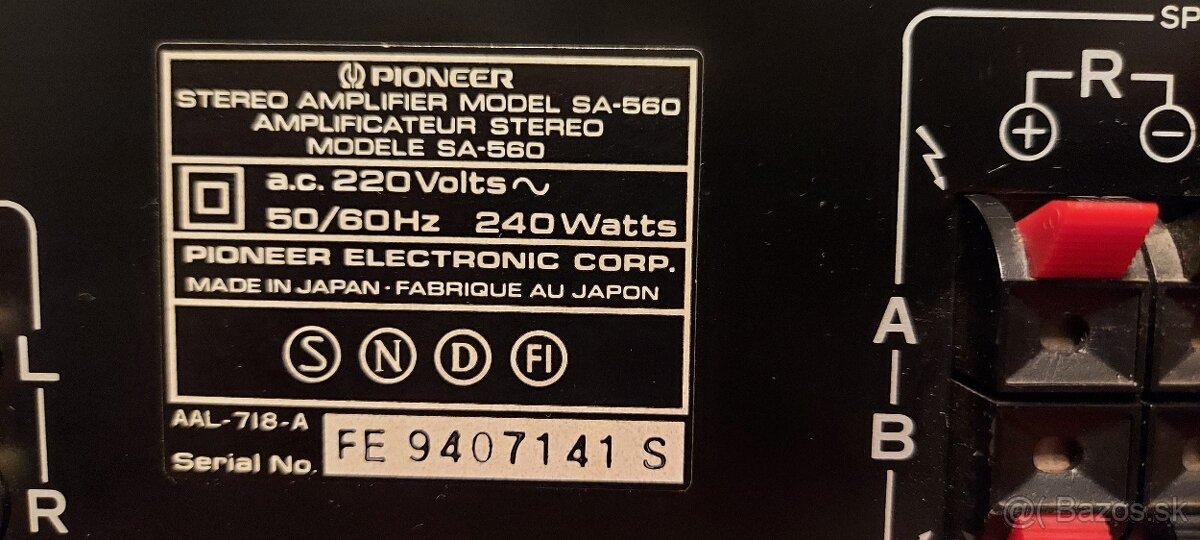 PIONEER
STEREO AMPLIFIER MODEL SA-560
AMPLIFICATEUR STEREO
MODELE SA-560
a.c. 220 Volts ~
50/60Hz 240 Watts
PIONEER ELECTRONIC CORP.
MADE IN JAPAN · FABRIQUE AU JAPON
S N D FI
AAL-718-A
Serial No. FE 9407141 S
L
R
SP
R
+ −
A
B
@( Bazos.sk